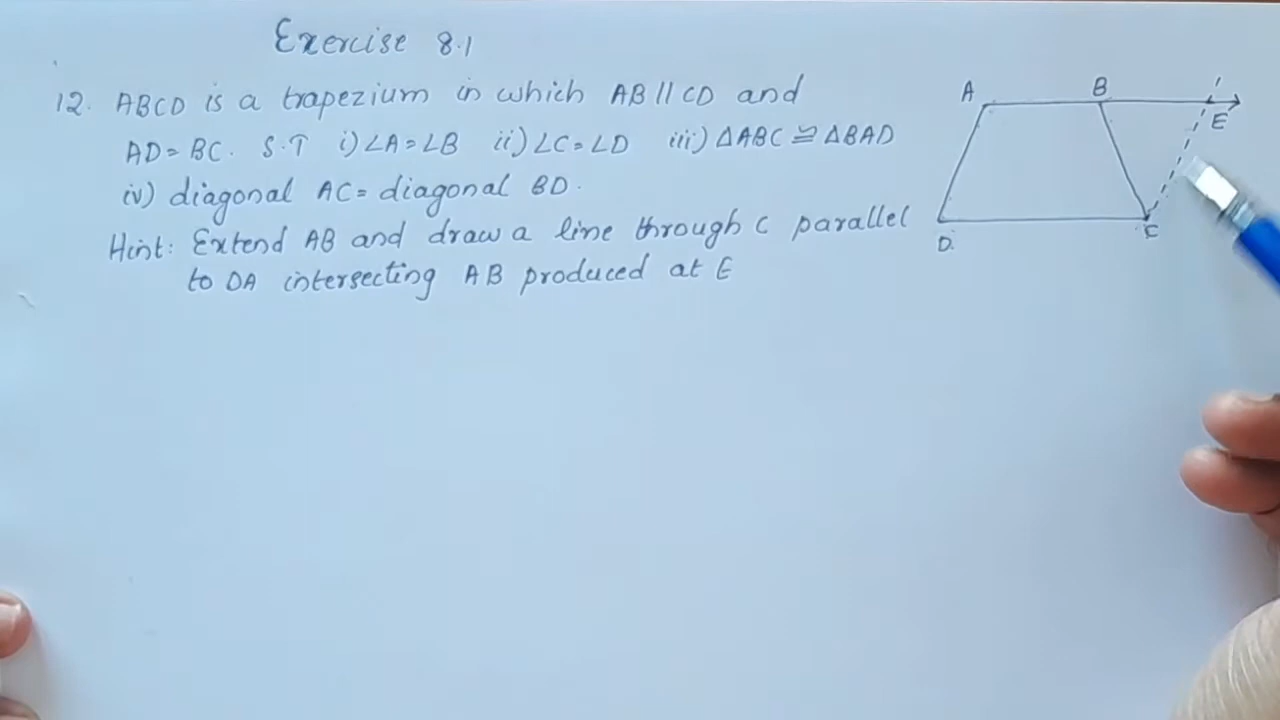 Exercise 8.1
12. ABCD is a trapezium in which AB // CD and
AD = BC. S.T i) ∠A = ∠B ii) ∠C = ∠D iii) ΔABC ≅ ΔBAD
iv) diagonal AC = diagonal BD.
Hint: Extend AB and draw a line through C parallel
to DA intersecting AB produced at E
A B
E
D. C